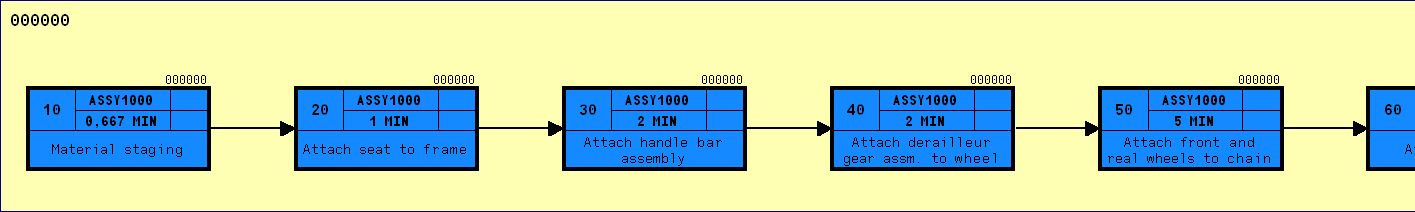 000000
000000
10
ASSY1000
0,667 MIN
Material staging
000000
20
ASSY1000
1 MIN
Attach seat to frame
000000
30
ASSY1000
2 MIN
Attach handle bar
assembly
000000
40
ASSY1000
2 MIN
Attach derailleur
gear assm. to wheel
000000
50
ASSY1000
5 MIN
Attach front and
real wheels to chain
60